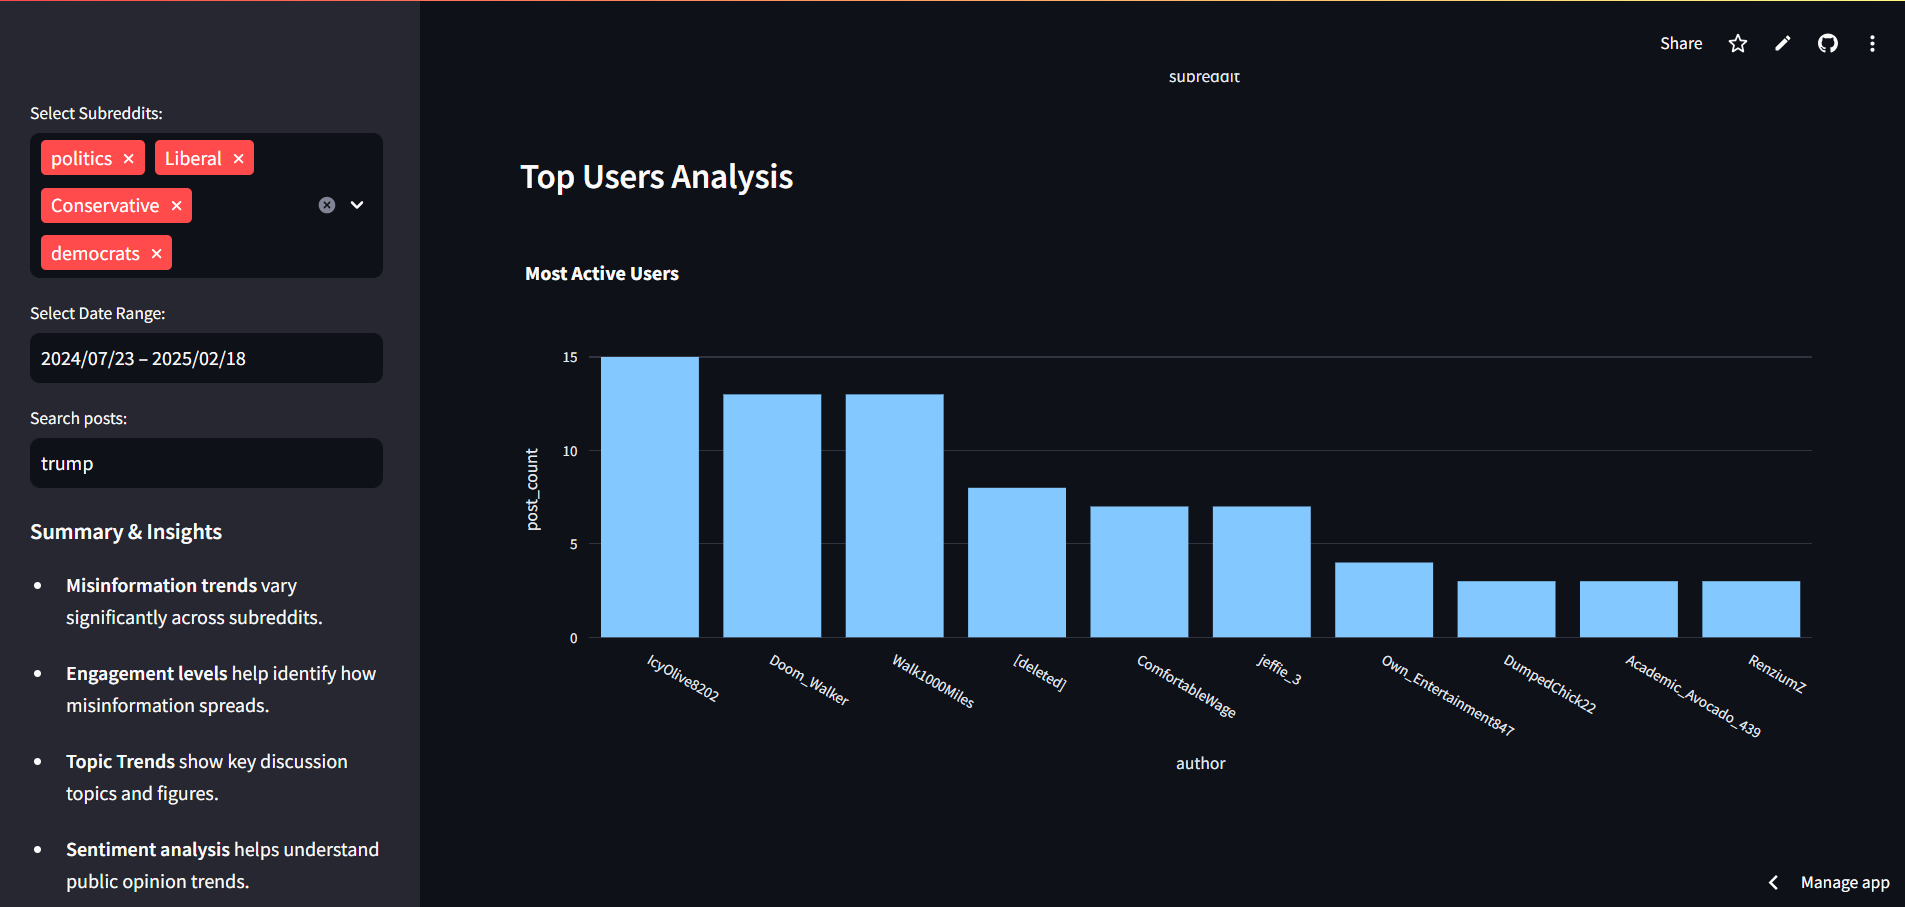 Share
Select Subreddits:
politics ×
Liberal ×
Conservative ×
democrats ×
Select Date Range:
2024/07/23 – 2025/02/18
Search posts:
trump
Summary & Insights
• Misinformation trends vary
significantly across subreddits.
• Engagement levels help identify how
misinformation spreads.
• Topic Trends show key discussion
topics and figures.
• Sentiment analysis helps understand
public opinion trends.
subreddit
Top Users Analysis
Most Active Users
post_count
15
10
5
0
IcyOlive8202
Doom_Walker
Walk1000Miles
[deleted]
ComfortableWage
jeffie_3
Own_Entertainment847
DumpedChick22
Academic_Avocado_439
RenziumZ
author
Manage app